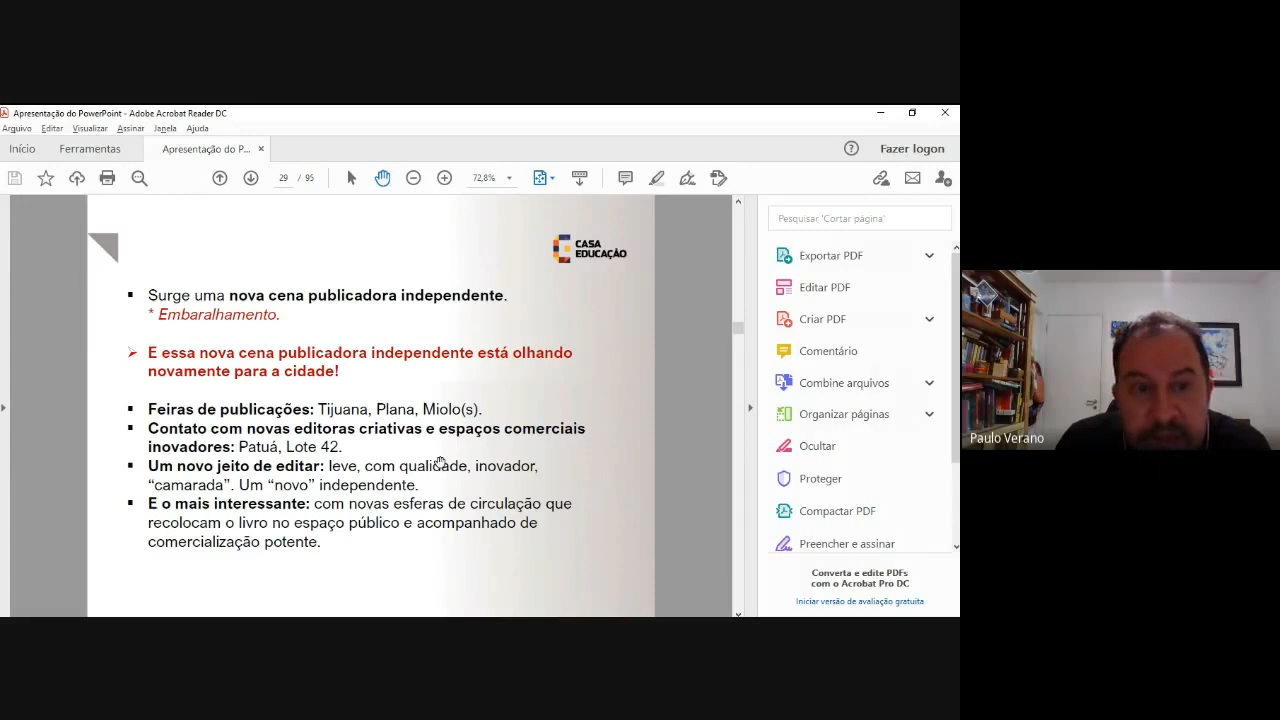 Apresentação do PowerPoint - Adobe Acrobat Reader DC
Arquivo Editar Visualizar Assinar Janela Ajuda
Início Ferramentas Apresentação do P... × Fazer logon
29 / 95 72,8%
CASA
EDUCAÇÃO
▪ Surge uma nova cena publicadora independente.
* Embaralhamento.
➢ E essa nova cena publicadora independente está olhando
novamente para a cidade!
▪ Feiras de publicações: Tijuana, Plana, Miolo(s).
▪ Contato com novas editoras criativas e espaços comerciais
inovadores: Patuá, Lote 42.
▪ Um novo jeito de editar: leve, com qualidade, inovador,
“camarada”. Um “novo” independente.
▪ E o mais interessante: com novas esferas de circulação que
recolocam o livro no espaço público e acompanhado de
comercialização potente.
Pesquisar 'Cortar página'
Exportar PDF
Editar PDF
Criar PDF
Comentário
Combine arquivos
Organizar páginas
Ocultar
Proteger
Compactar PDF
Preencher e assinar
Converta e edite PDFs
com o Acrobat Pro DC
Iniciar versão de avaliação gratuita
Paulo Verano